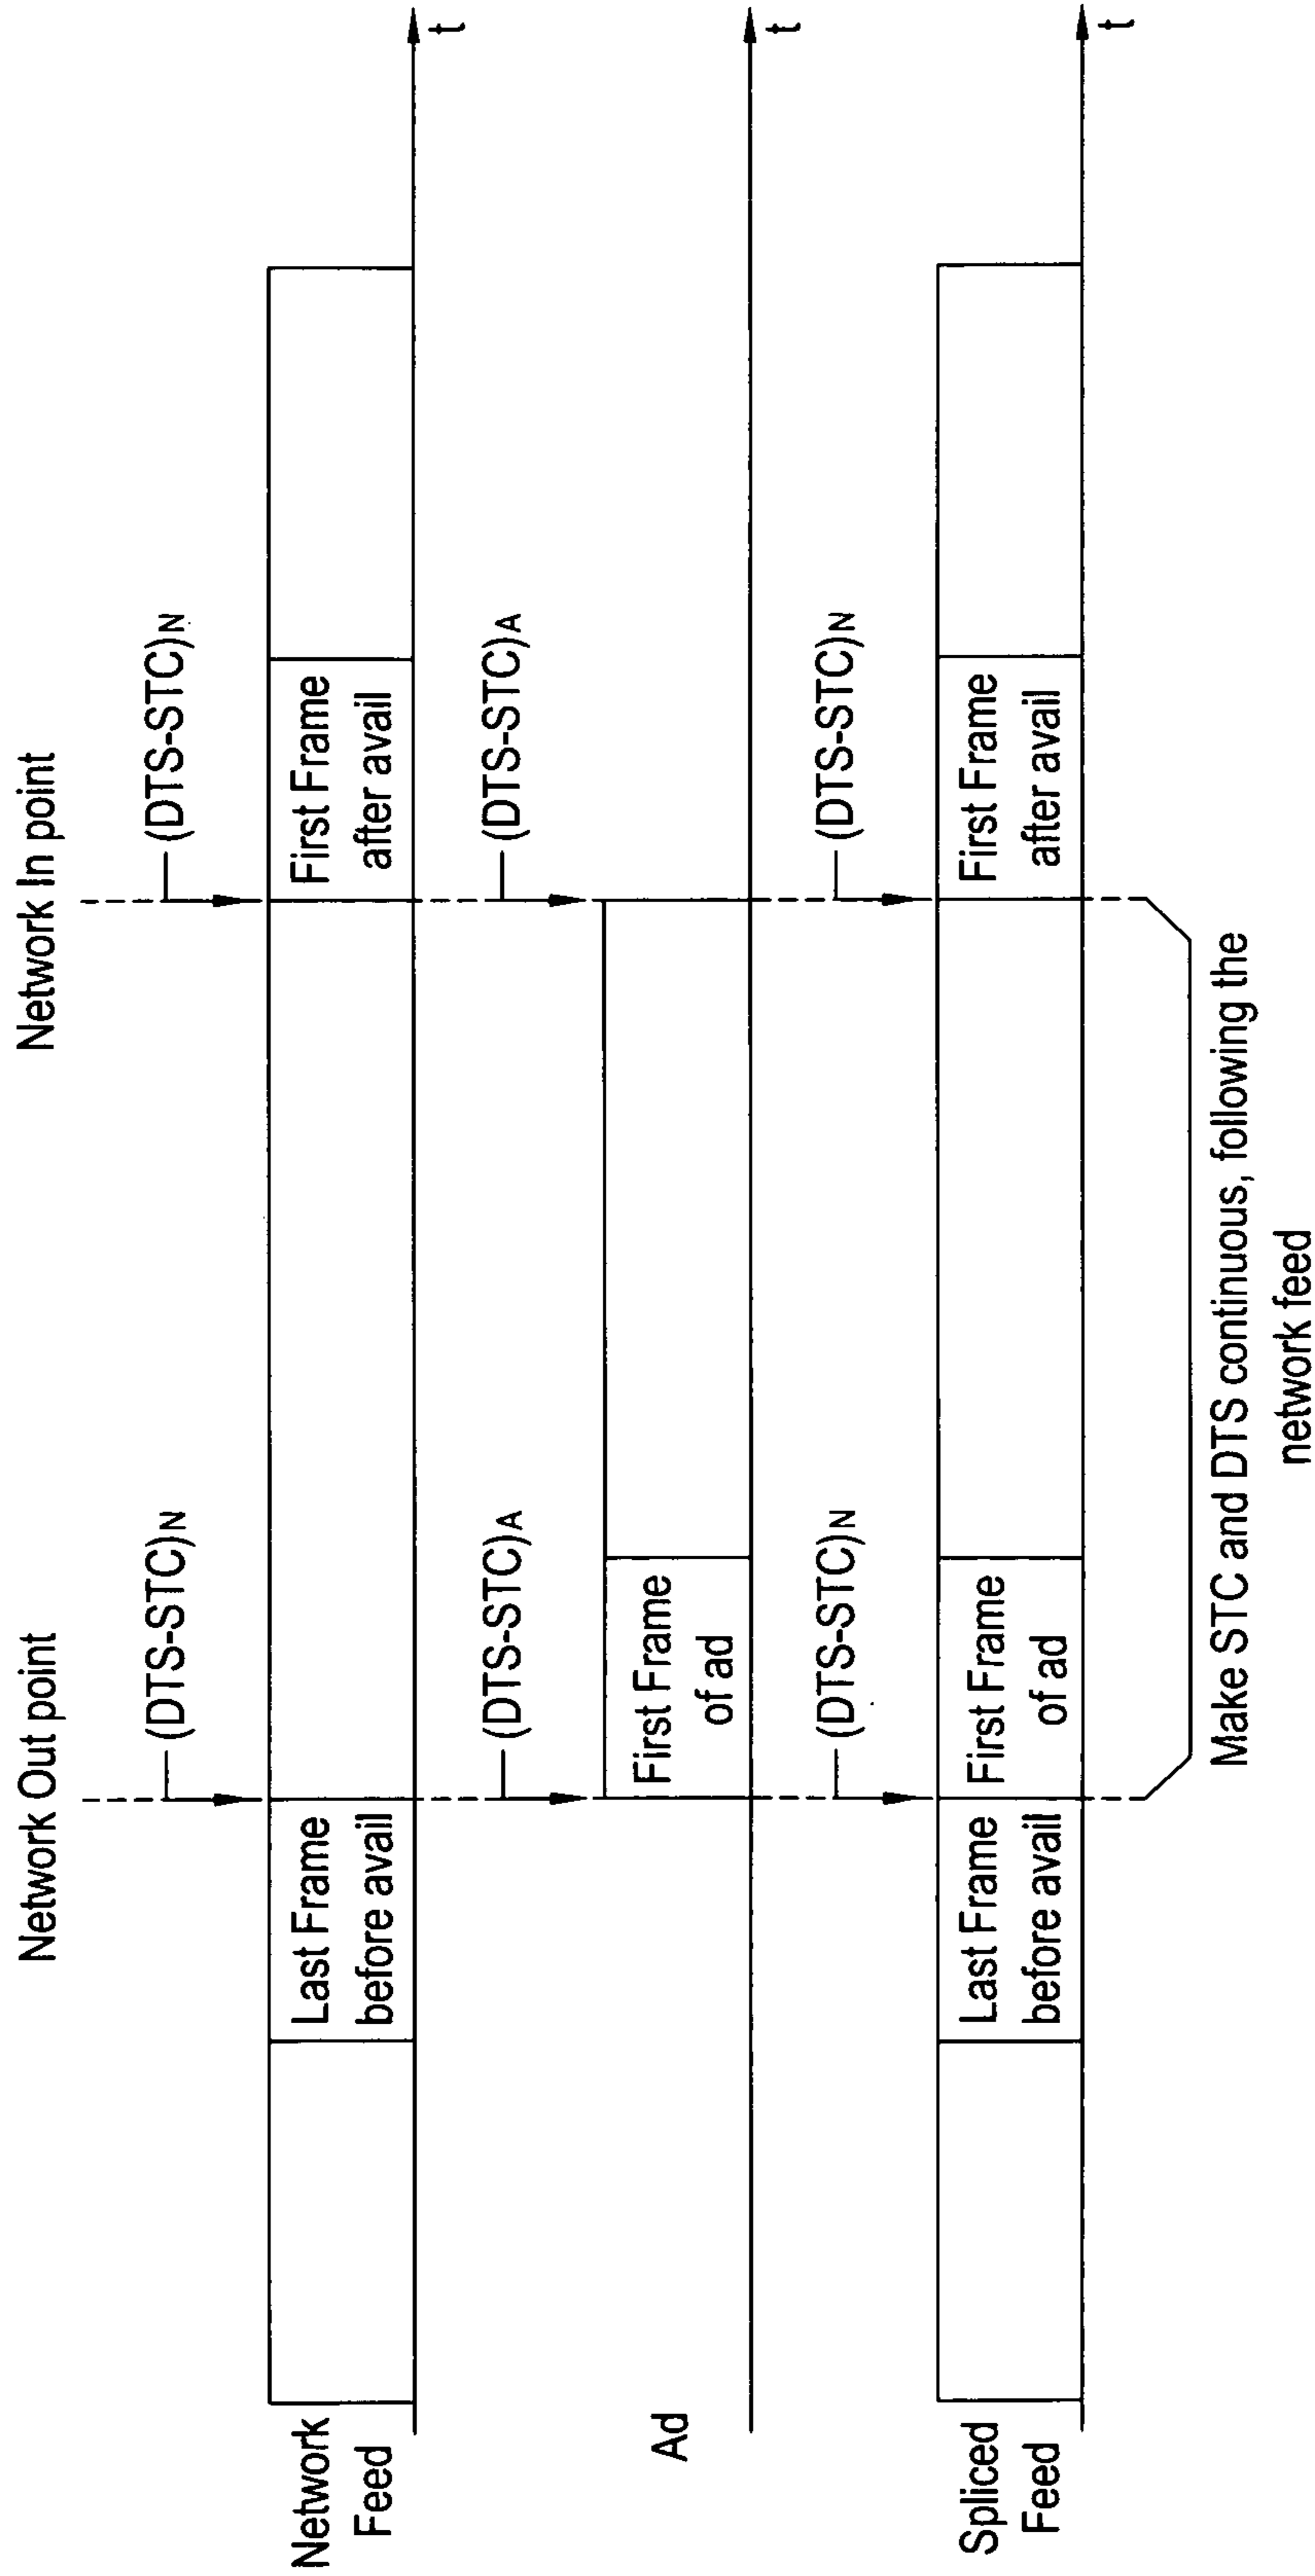 Network Out point
Network In point
(DTS-STC)N
(DTS-STC)N
Network
Feed
Last Frame
before avail
First Frame
after avail
t
(DTS-STC)A
(DTS-STC)A
Ad
First Frame
of ad
t
(DTS-STC)N
(DTS-STC)N
Spliced
Feed
Last Frame
before avail
First Frame
of ad
First Frame
after avail
t
Make STC and DTS continuous, following the
network feed